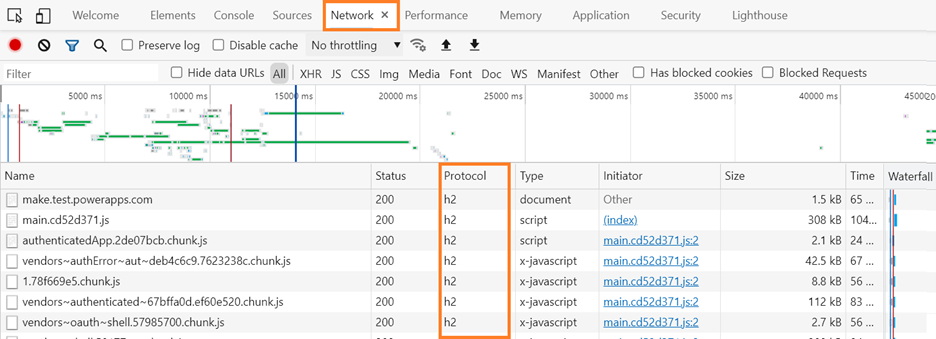 Welcome Elements Console Sources Network × Performance Memory Application Security Lighthouse
Preserve log Disable cache No throttling
Filter Hide data URLs All XHR JS CSS Img Media Font Doc WS Manifest Other Has blocked cookies Blocked Requests
5000 ms 10000 ms 15000 ms 20000 ms 25000 ms 30000 ms 35000 ms 40000 ms 45000
Name Status Protocol Type Initiator Size Time Waterfall
make.test.powerapps.com 200 h2 document Other 1.5 kB 65 ...
main.cd52d371.js 200 h2 script (index) 308 kB 104...
authenticatedApp.2de07bcb.chunk.js 200 h2 script main.cd52d371.js:2 2.1 kB 24 ...
vendors~authError~aut~deb4c6c9.7623238c.chunk.js 200 h2 x-javascript main.cd52d371.js:2 42.5 kB 67 ...
1.78f669e5.chunk.js 200 h2 x-javascript main.cd52d371.js:2 8.8 kB 56 ...
vendors~authenticated~67bffa0d.ef60e520.chunk.js 200 h2 x-javascript main.cd52d371.js:2 112 kB 83 ...
vendors~oauth~shell.57985700.chunk.js 200 h2 x-javascript main.cd52d371.js:2 2.7 kB 56 ...